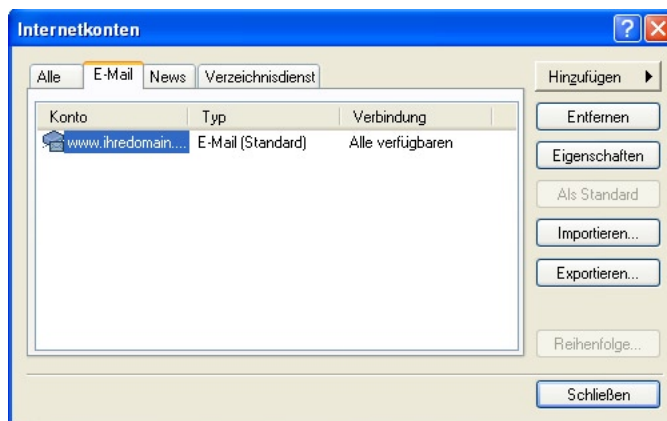 Internetkonten
Alle E-Mail News Verzeichnisdienst
Hinzufügen
Konto Typ Verbindung
www.ihredomain.... E-Mail (Standard) Alle verfügbaren
Entfernen
Eigenschaften
Als Standard
Importieren...
Exportieren...
Reihenfolge...
Schließen